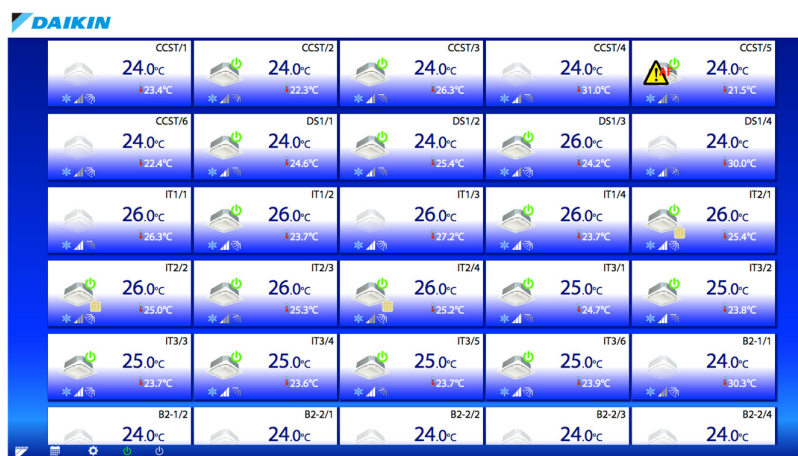 DAIKIN
CCST/1
24.0°C
23.4°C
CCST/2
24.0°C
22.3°C
CCST/3
24.0°C
26.3°C
CCST/4
24.0°C
31.0°C
CCST/5
24.0°C
21.5°C
CCST/6
24.0°C
22.4°C
DS1/1
24.0°C
24.6°C
DS1/2
24.0°C
25.4°C
DS1/3
26.0°C
24.2°C
DS1/4
24.0°C
30.0°C
IT1/1
26.0°C
26.3°C
IT1/2
26.0°C
23.7°C
IT1/3
26.0°C
27.2°C
IT1/4
26.0°C
23.7°C
IT2/1
26.0°C
25.4°C
IT2/2
26.0°C
25.0°C
IT2/3
26.0°C
25.3°C
IT2/4
26.0°C
25.2°C
IT3/1
25.0°C
24.7°C
IT3/2
25.0°C
23.8°C
IT3/3
25.0°C
23.7°C
IT3/4
25.0°C
23.6°C
IT3/5
25.0°C
23.7°C
IT3/6
25.0°C
23.9°C
B2-1/1
24.0°C
30.3°C
B2-1/2
24.0°C
B2-2/1
24.0°C
B2-2/2
24.0°C
B2-2/3
24.0°C
B2-2/4
24.0°C